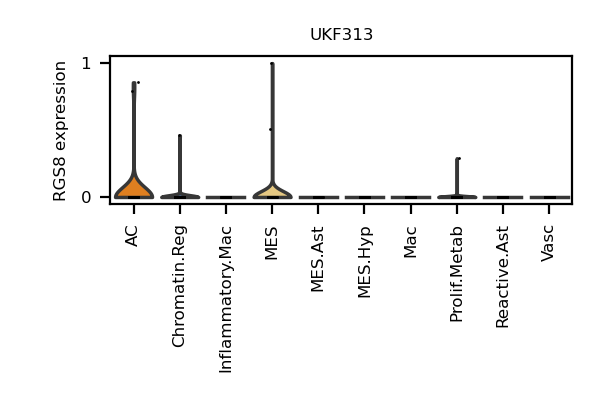 UKF313
RGS8 expression
1
0
AC
Chromatin.Reg
Inflammatory.Mac
MES
MES.Ast
MES.Hyp
Mac
Prolif.Metab
Reactive.Ast
Vasc